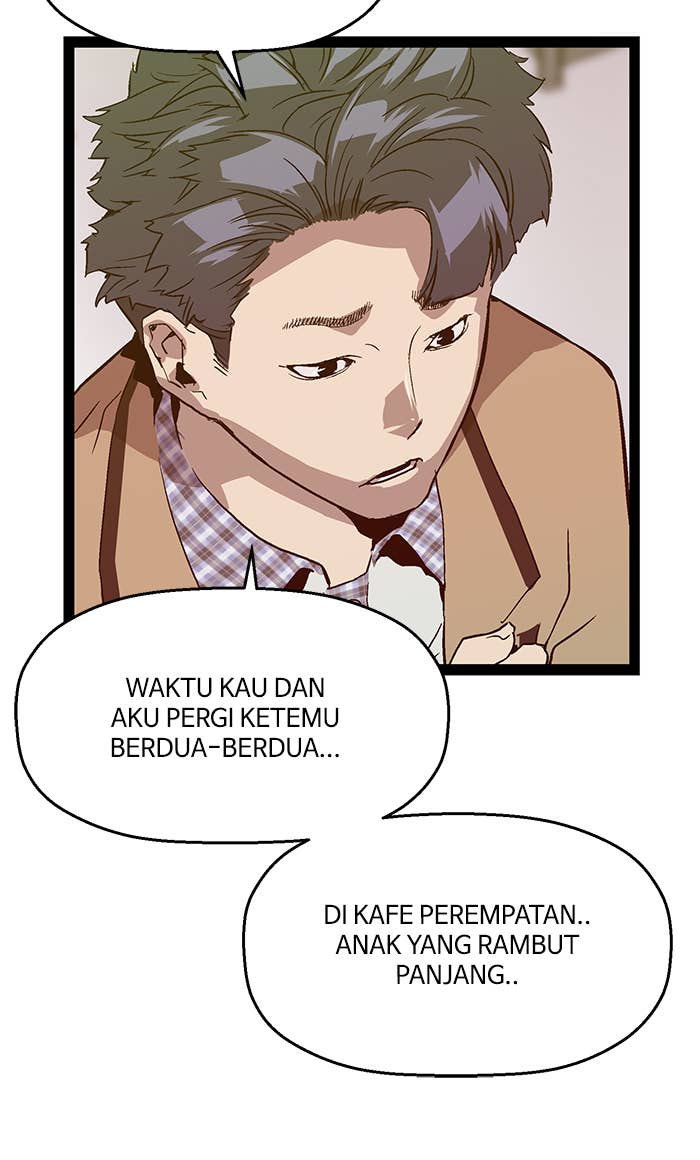 WAKTU KAU DAN
AKU PERGI KETEMU
BERDUA-BERDUA...
DI KAFE PEREMPATAN..
ANAK YANG RAMBUT
PANJANG..